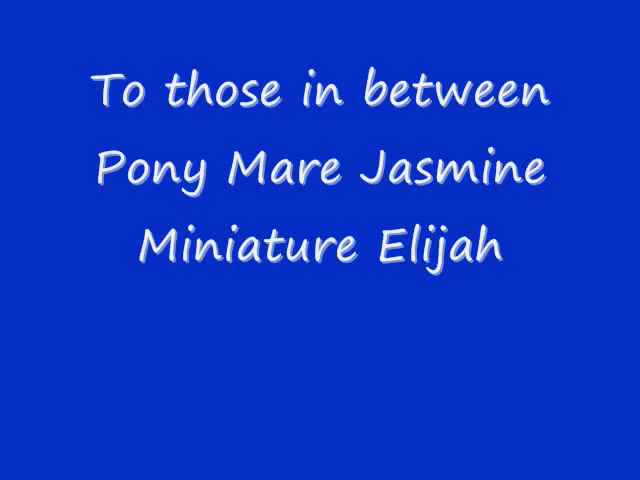 To those in between
Pony Mare Jasmine
Miniature Elijah